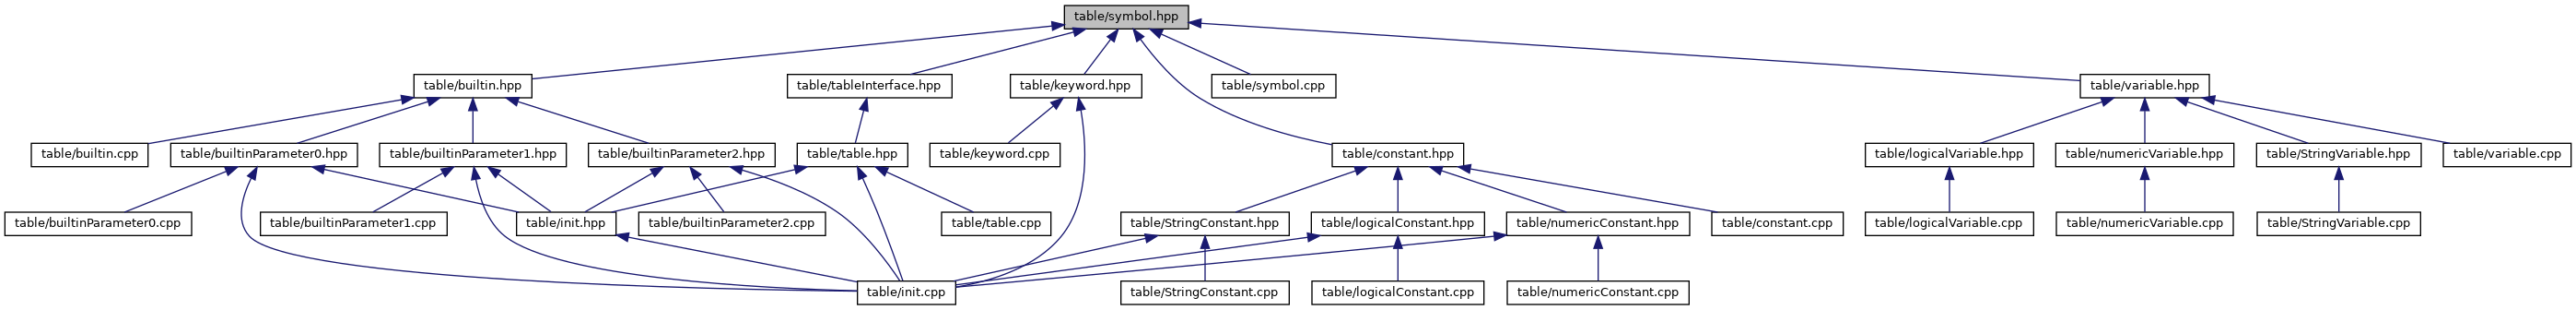 table/symbol.hpp
table/builtin.hpp
table/tableInterface.hpp
table/keyword.hpp
table/symbol.cpp
table/variable.hpp
table/builtin.cpp
table/builtinParameter0.hpp
table/builtinParameter1.hpp
table/builtinParameter2.hpp
table/table.hpp
table/keyword.cpp
table/constant.hpp
table/logicalVariable.hpp
table/numericVariable.hpp
table/StringVariable.hpp
table/variable.cpp
table/builtinParameter0.cpp
table/builtinParameter1.cpp
table/init.hpp
table/builtinParameter2.cpp
table/table.cpp
table/StringConstant.hpp
table/logicalConstant.hpp
table/numericConstant.hpp
table/constant.cpp
table/logicalVariable.cpp
table/numericVariable.cpp
table/StringVariable.cpp
table/init.cpp
table/StringConstant.cpp
table/logicalConstant.cpp
table/numericConstant.cpp